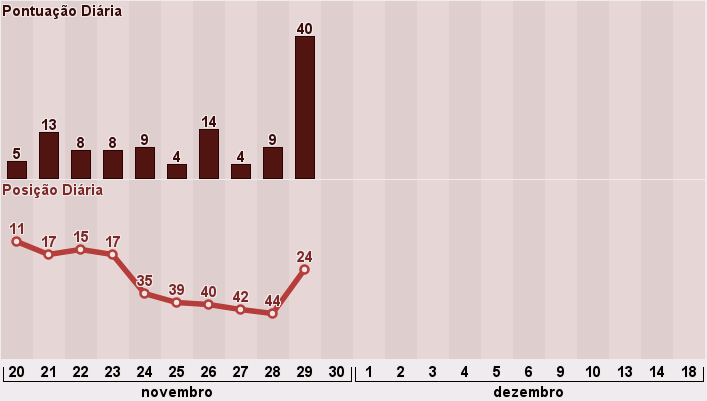 Pontuação Diária
5 13 8 8 9 4 14 4 9 40
Posição Diária
11 17 15 17 35 39 40 42 44 24
20 21 22 23 24 25 26 27 28 29 30 1 2 3 4 5 6 9 10 13 14 18
novembro dezembro